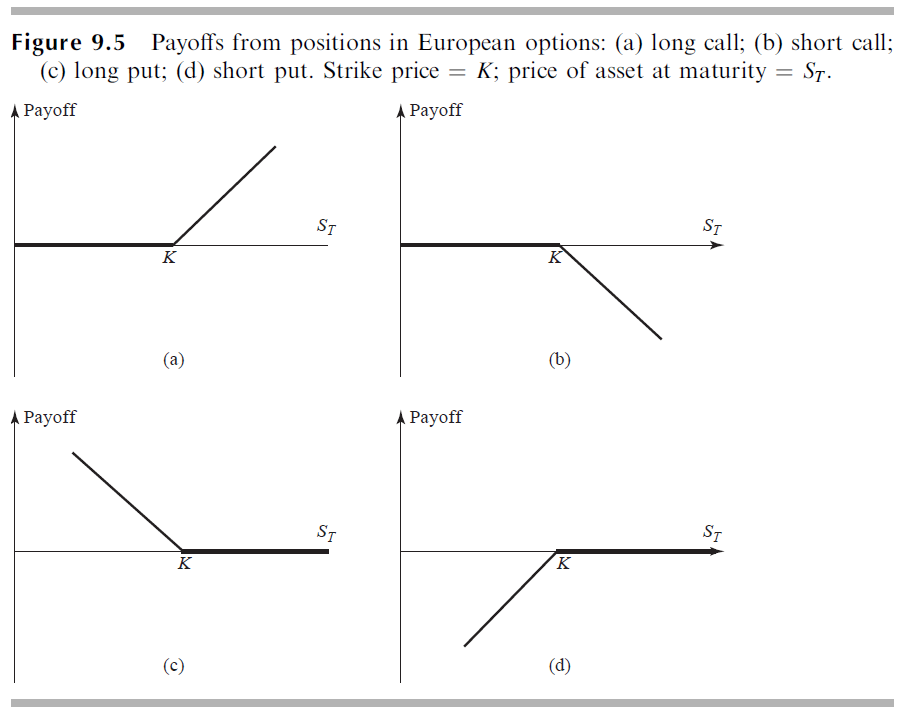 Figure 9.5 Payoffs from positions in European options: (a) long call; (b) short call;
(c) long put; (d) short put. Strike price = K; price of asset at maturity = S_T.
Payoff
Payoff
S_T
S_T
K
K
(a)
(b)
Payoff
Payoff
S_T
S_T
K
K
(c)
(d)